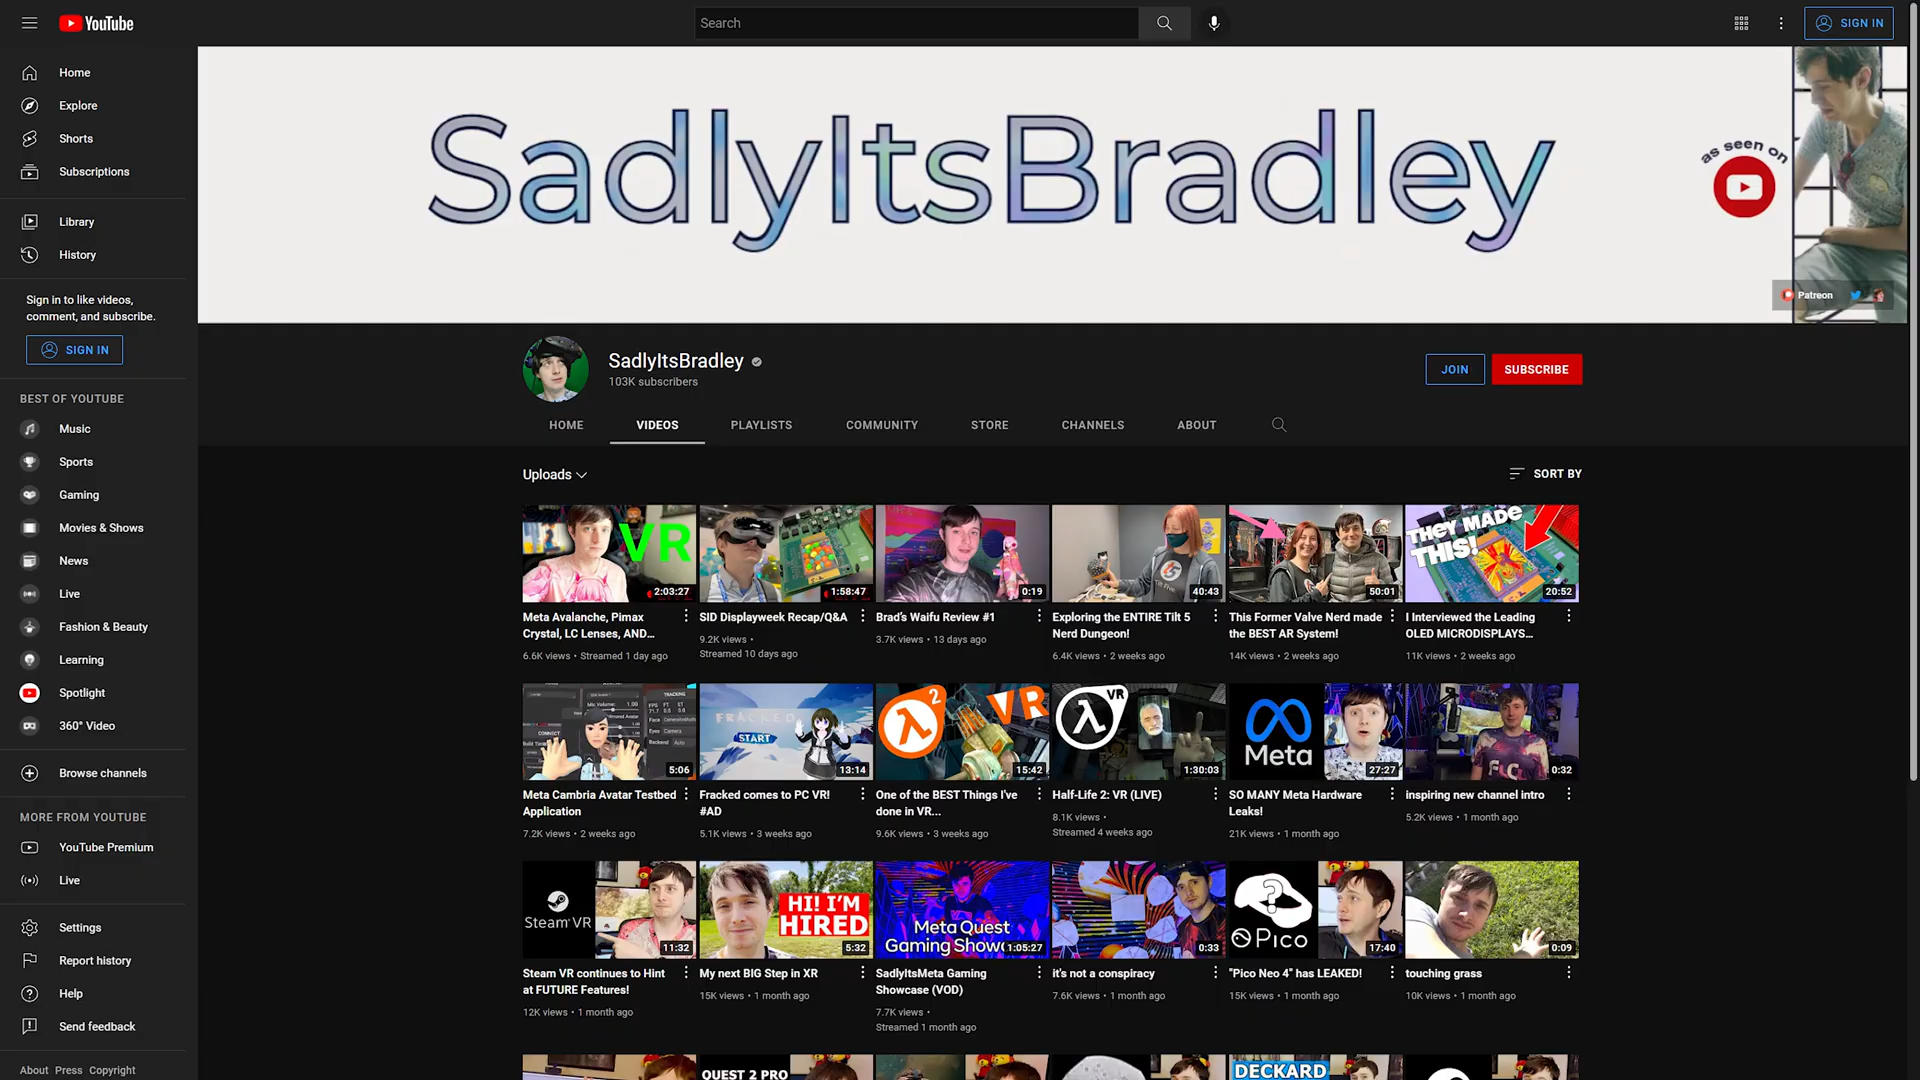 YouTube
Search
SIGN IN
Home
Explore
Shorts
Subscriptions
Library
History
Sign in to like videos,
comment, and subscribe.
SIGN IN
BEST OF YOUTUBE
Music
Sports
Gaming
Movies & Shows
News
Live
Fashion & Beauty
Learning
Spotlight
360° Video
Browse channels
MORE FROM YOUTUBE
YouTube Premium
Live
Settings
Report history
Help
Send feedback
About Press Copyright
SadlyItsBradley
as seen on
Patreon
SadlyItsBradley
103K subscribers
JOIN
SUBSCRIBE
HOME VIDEOS PLAYLISTS COMMUNITY STORE CHANNELS ABOUT
Uploads
SORT BY
VR
2:03:27
Meta Avalanche, Pimax
Crystal, LC Lenses, AND...
6.6K views • Streamed 1 day ago
1:58:47
SID Displayweek Recap/Q&A
9.2K views •
Streamed 10 days ago
0:19
Brad's Waifu Review #1
3.7K views • 13 days ago
40:43
Exploring the ENTIRE Tilt 5
Nerd Dungeon!
6.4K views • 2 weeks ago
50:01
This Former Valve Nerd made
the BEST AR System!
14K views • 2 weeks ago
THEY MADE
THIS!
20:52
I Interviewed the Leading
OLED MICRODISPLAYS...
11K views • 2 weeks ago
5:06
Meta Cambria Avatar Testbed
Application
7.2K views • 2 weeks ago
FRACKED
START
13:14
Fracked comes to PC VR!
#AD
5.1K views • 3 weeks ago
2
VR
15:42
One of the BEST Things I've
done in VR...
9.6K views • 3 weeks ago
VR
1:30:03
Half-Life 2: VR (LIVE)
8.1K views •
Streamed 4 weeks ago
Meta
27:27
SO MANY Meta Hardware
Leaks!
21K views • 1 month ago
FLCL
0:32
inspiring new channel intro
5.2K views • 1 month ago
STEAM VR
11:32
Steam VR continues to Hint
at FUTURE Features!
12K views • 1 month ago
HI! I'M
HIRED
5:32
My next BIG Step in XR
15K views • 1 month ago
Meta Quest
Gaming Showc
1:05:27
SadlyItsMeta Gaming
Showcase (VOD)
7.7K views •
Streamed 1 month ago
0:33
it's not a conspiracy
7.6K views • 1 month ago
?
Pico
17:40
"Pico Neo 4" has LEAKED!
15K views • 1 month ago
0:09
touching grass
10K views • 1 month ago
QUEST 2 PRO
DECKARD